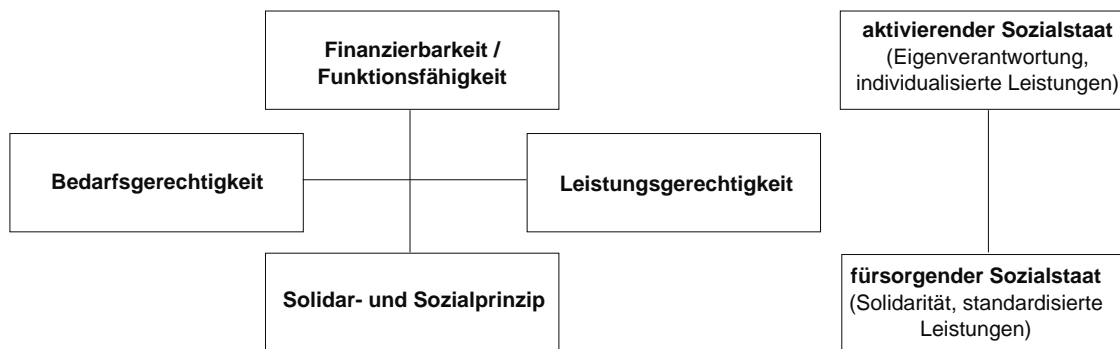 Finanzierbarkeit /
Funktionsfähigkeit
aktivierender Sozialstaat
(Eigenverantwortung,
individualisierte Leistungen)
Bedarfsgerechtigkeit
Leistungsgerechtigkeit
Solidar- und Sozialprinzip
fürsorgender Sozialstaat
(Solidarität, standardisierte
Leistungen)